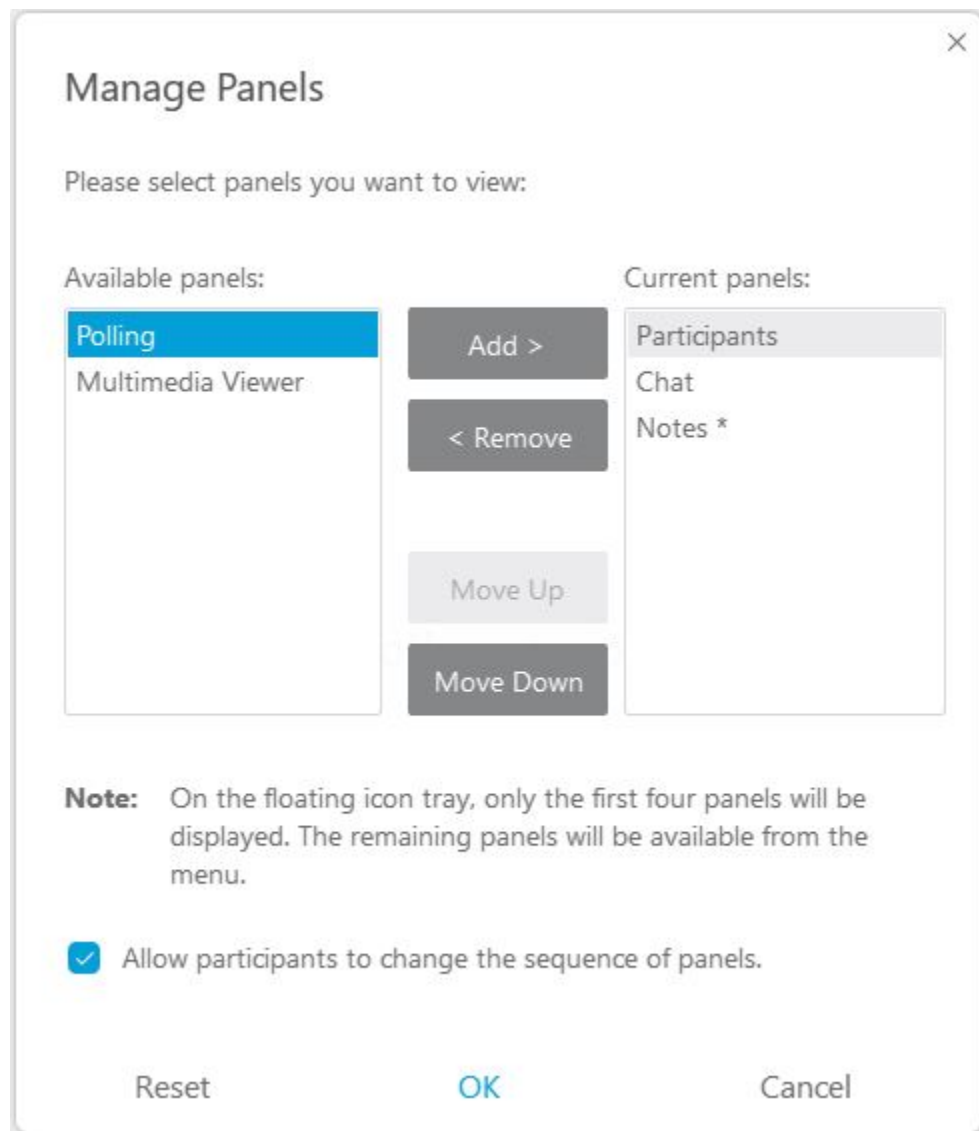 Manage Panels
Please select panels you want to view:
Available panels:
Current panels:
Polling
Multimedia Viewer
Add >
< Remove
Move Up
Move Down
Participants
Chat
Notes *
Note: On the floating icon tray, only the first four panels will be
displayed. The remaining panels will be available from the
menu.
Allow participants to change the sequence of panels.
Reset
OK
Cancel